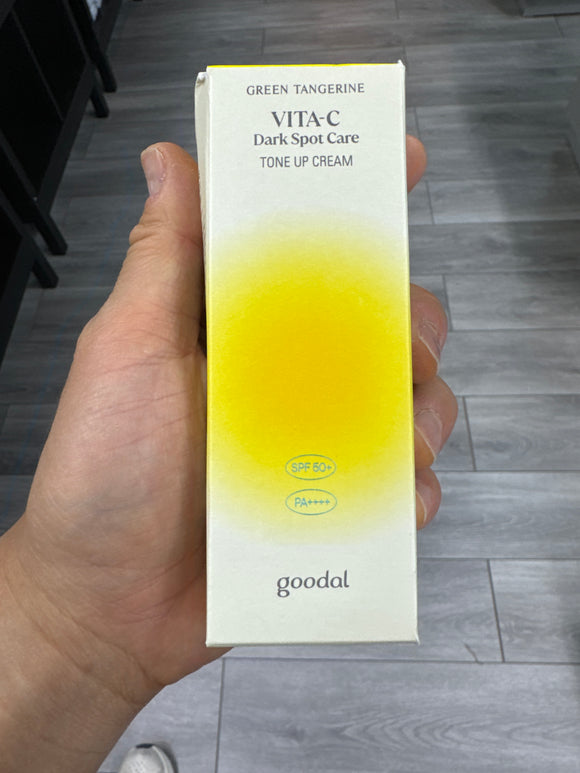 GREEN TANGERINE
VITA-C
Dark Spot Care
TONE UP CREAM
SPF 50+
PA++++
goodal